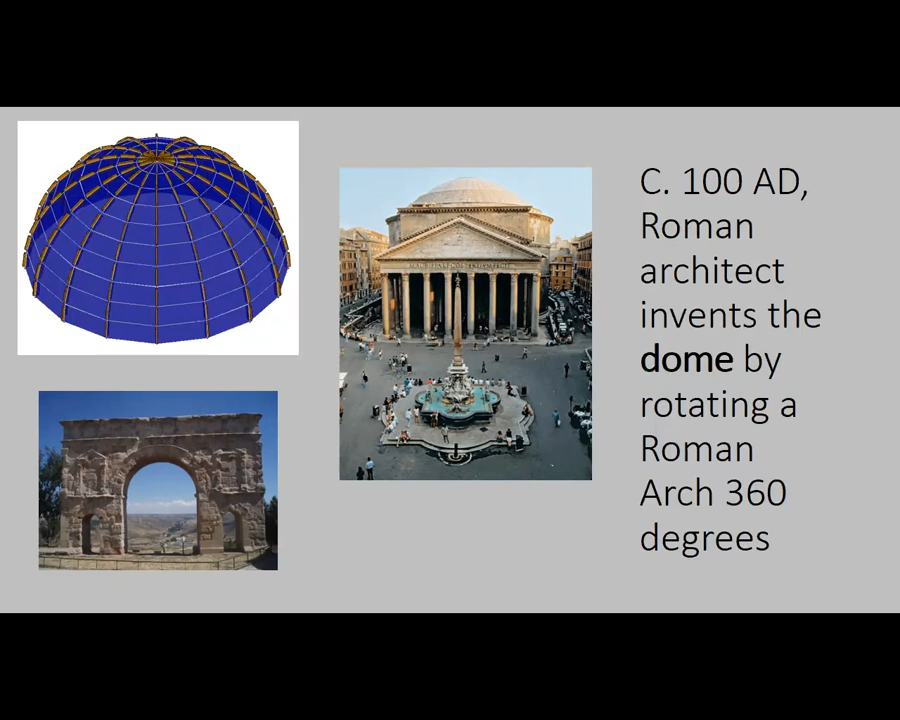 C. 100 AD,
Roman
architect
invents the
dome by
rotating a
Roman
Arch 360
degrees